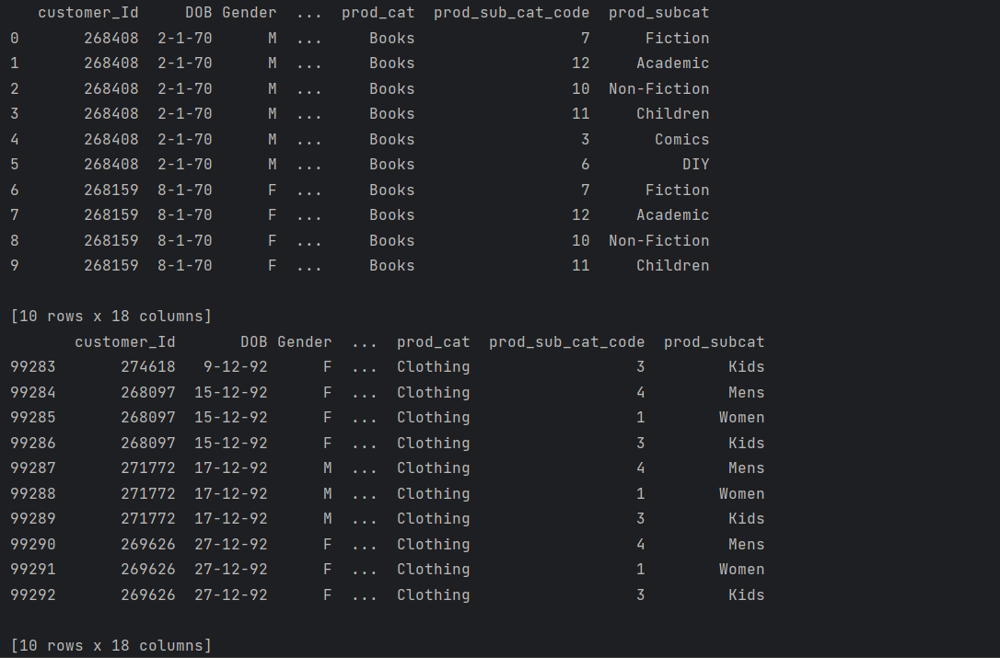 customer_Id     DOB Gender  ...  prod_cat  prod_sub_cat_code  prod_subcat
0       268408  2-1-70      M  ...     Books                  7      Fiction
1       268408  2-1-70      M  ...     Books                 12     Academic
2       268408  2-1-70      M  ...     Books                 10  Non-Fiction
3       268408  2-1-70      M  ...     Books                 11     Children
4       268408  2-1-70      M  ...     Books                  3       Comics
5       268408  2-1-70      M  ...     Books                  6          DIY
6       268159  8-1-70      F  ...     Books                  7      Fiction
7       268159  8-1-70      F  ...     Books                 12     Academic
8       268159  8-1-70      F  ...     Books                 10  Non-Fiction
9       268159  8-1-70      F  ...     Books                 11     Children

[10 rows x 18 columns]
       customer_Id       DOB Gender  ...  prod_cat  prod_sub_cat_code  prod_subcat
99283       274618   9-12-92      F  ...  Clothing                  3         Kids
99284       268097  15-12-92      F  ...  Clothing                  4         Mens
99285       268097  15-12-92      F  ...  Clothing                  1        Women
99286       268097  15-12-92      F  ...  Clothing                  3         Kids
99287       271772  17-12-92      M  ...  Clothing                  4         Mens
99288       271772  17-12-92      M  ...  Clothing                  1        Women
99289       271772  17-12-92      M  ...  Clothing                  3         Kids
99290       269626  27-12-92      F  ...  Clothing                  4         Mens
99291       269626  27-12-92      F  ...  Clothing                  1        Women
99292       269626  27-12-92      F  ...  Clothing                  3         Kids

[10 rows x 18 columns]